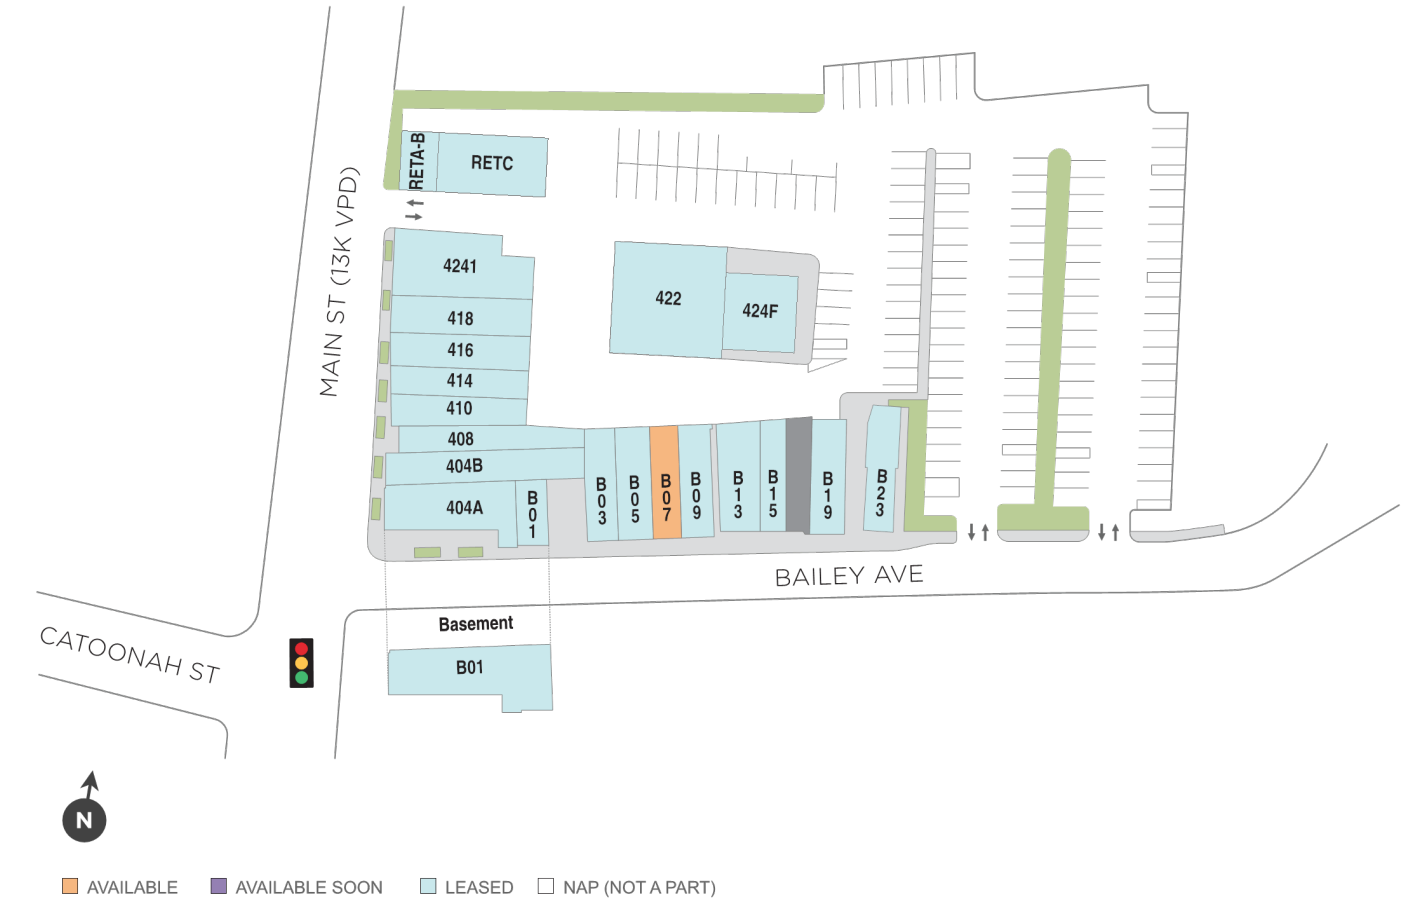 RETA-B
RETC
MAIN ST (13K VPD)
4241
418
416
414
410
408
404B
404A
B01
422
424F
B03
B05
B07
B09
B13
B15
B19
B23
BAILEY AVE
Basement
B01
CATOONAH ST
N
AVAILABLE
AVAILABLE SOON
LEASED
NAP (NOT A PART)